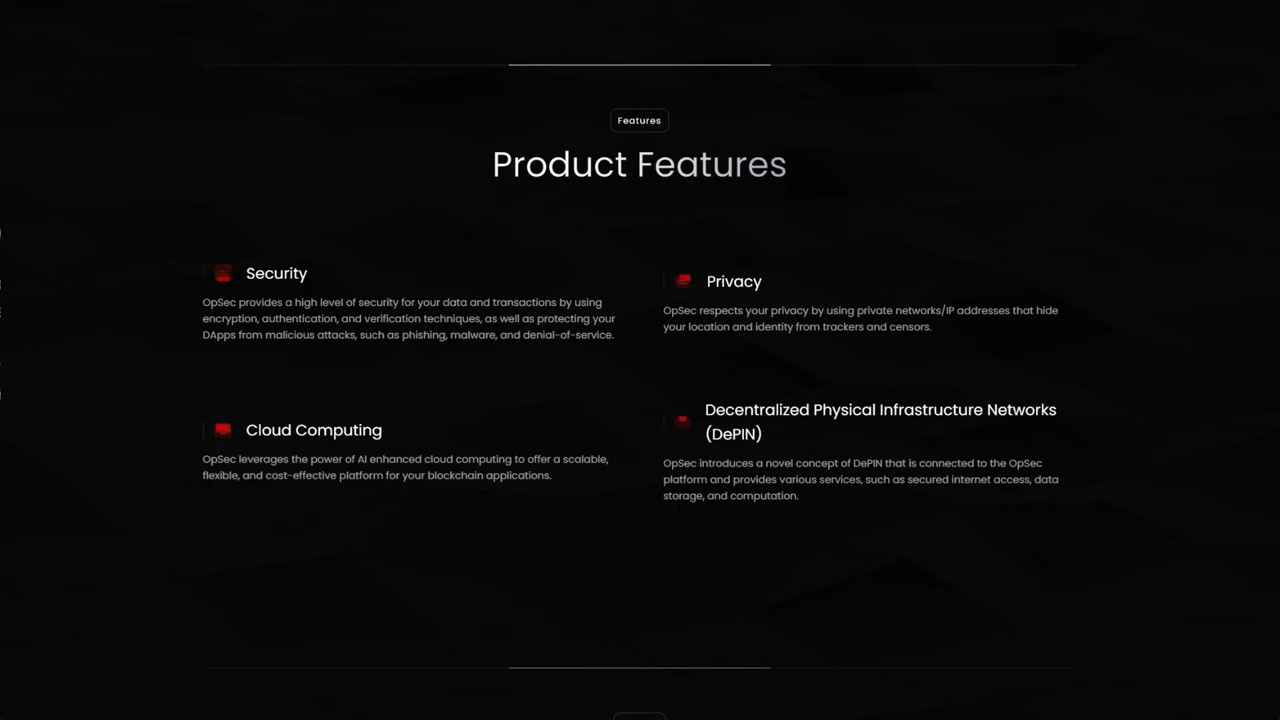 Features
Product Features
Security
OpSec provides a high level of security for your data and transactions by using
encryption, authentication, and verification techniques, as well as protecting your
DApps from malicious attacks, such as phishing, malware, and denial-of-service.
Privacy
OpSec respects your privacy by using private networks/IP addresses that hide
your location and identity from trackers and censors.
Cloud Computing
OpSec leverages the power of AI enhanced cloud computing to offer a scalable,
flexible, and cost-effective platform for your blockchain applications.
Decentralized Physical Infrastructure Networks
(DePIN)
OpSec introduces a novel concept of DePIN that is connected to the OpSec
platform and provides various services, such as secured internet access, data
storage, and computation.